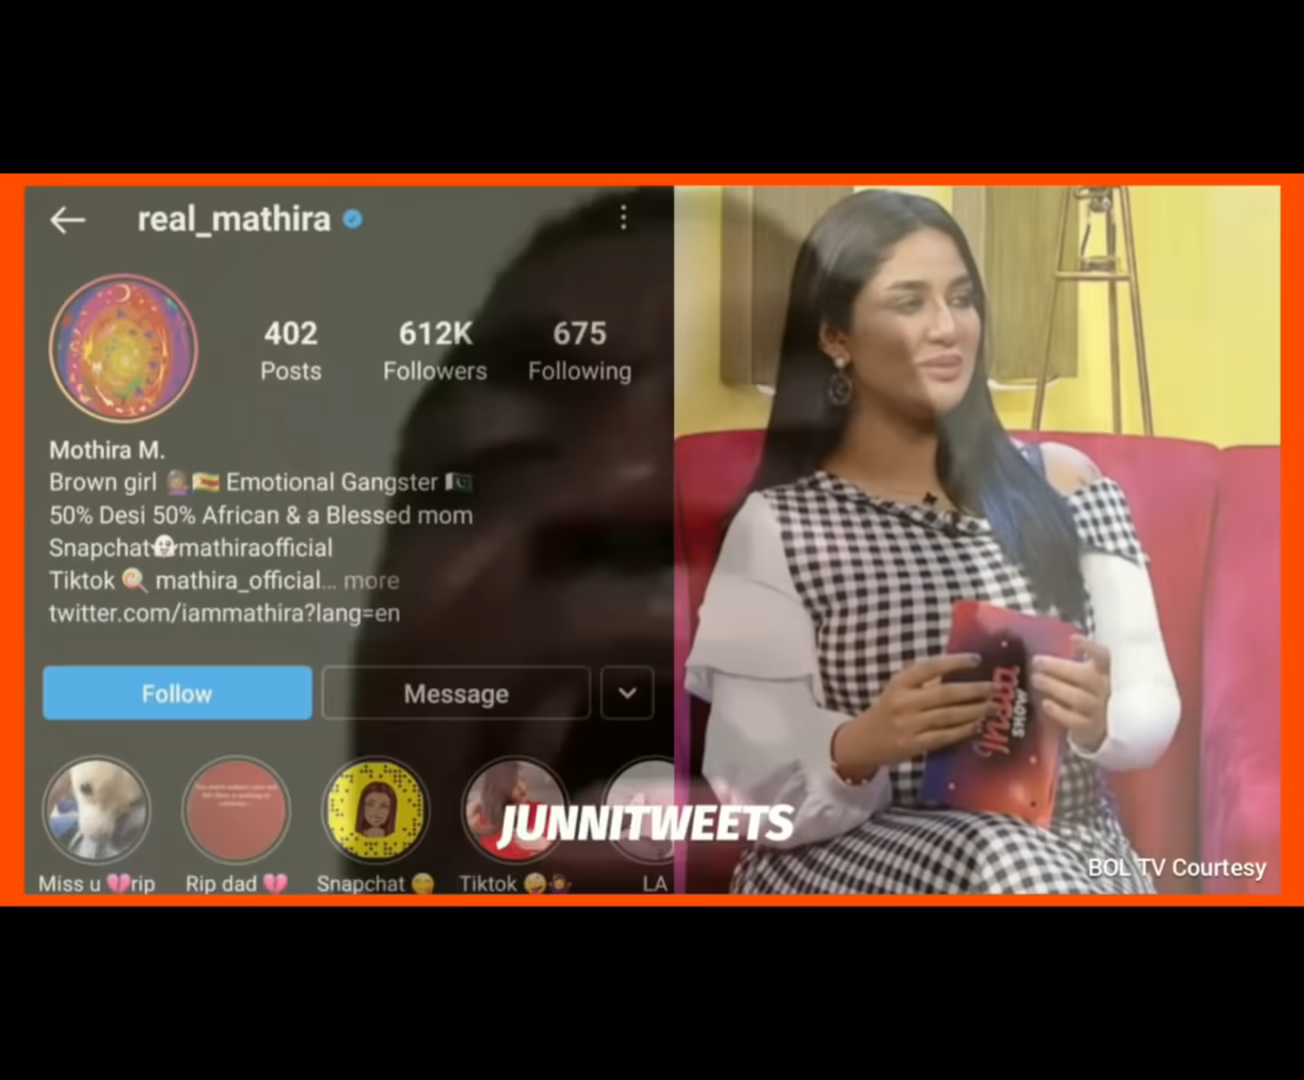 real_mathira
402
Posts
612K
Followers
675
Following
Mothira M.
Brown girl 👩🏽‍🦱🇿🇼 Emotional Gangster 🇵🇰
50% Desi 50% African & a Blessed mom
Snapchat👻mathiraofficial
Tiktok 🍭 mathira_official... more
twitter.com/iammathira?lang=en
Follow
Message
Miss u 💔rip
Rip dad 💔
Snapchat
Tiktok
LA
Insta
SHOW
JUNNITWEETS
BOL TV Courtesy